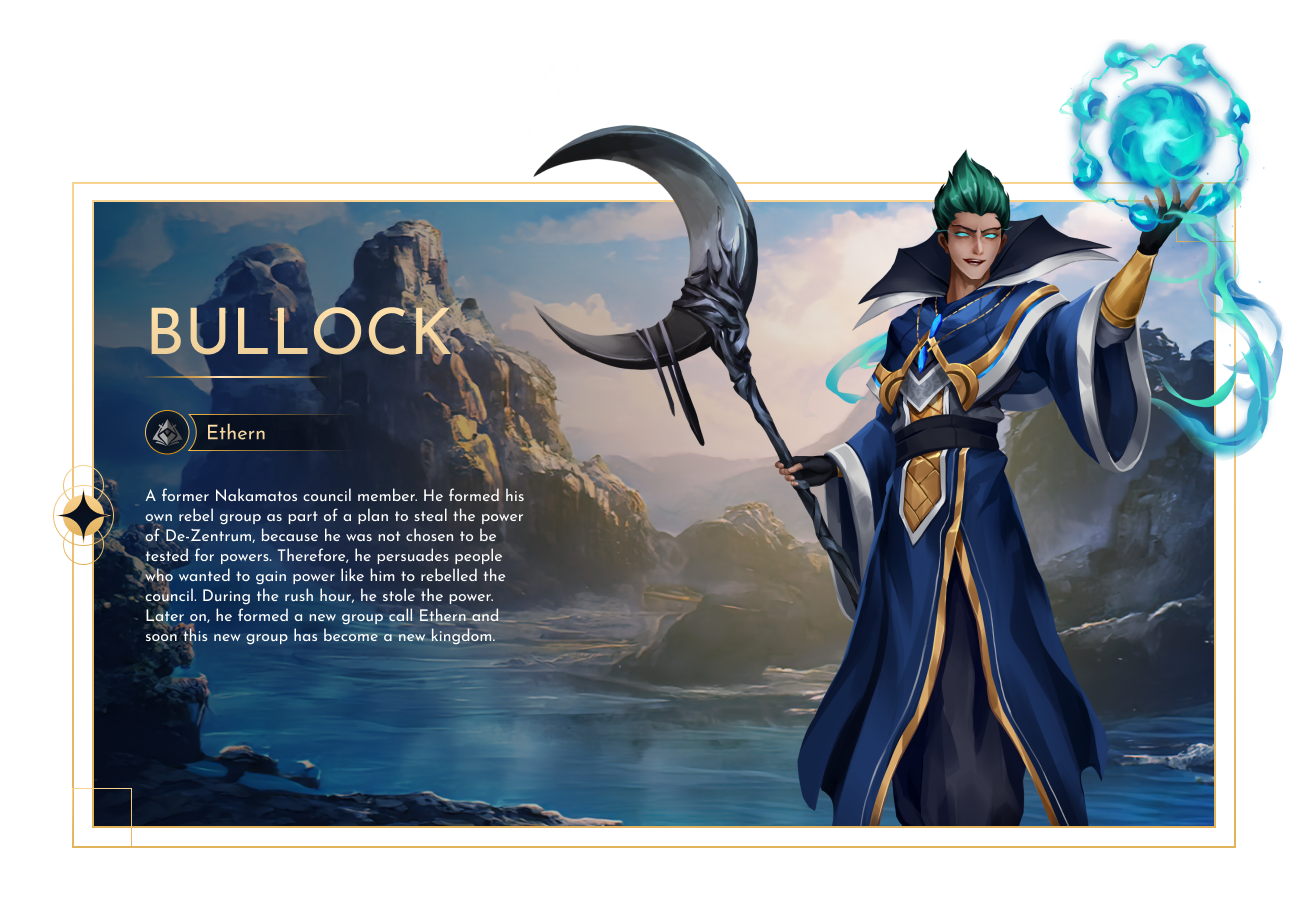 BULLOCK
Ethern
A former Nakamatos council member. He formed his
own rebel group as part of a plan to steal the power
of De-Zentrum, because he was not chosen to be
tested for powers. Therefore, he persuades people
who wanted to gain power like him to rebelled the
council. During the rush hour, he stole the power.
Later on, he formed a new group call Ethern and
soon this new group has become a new kingdom.